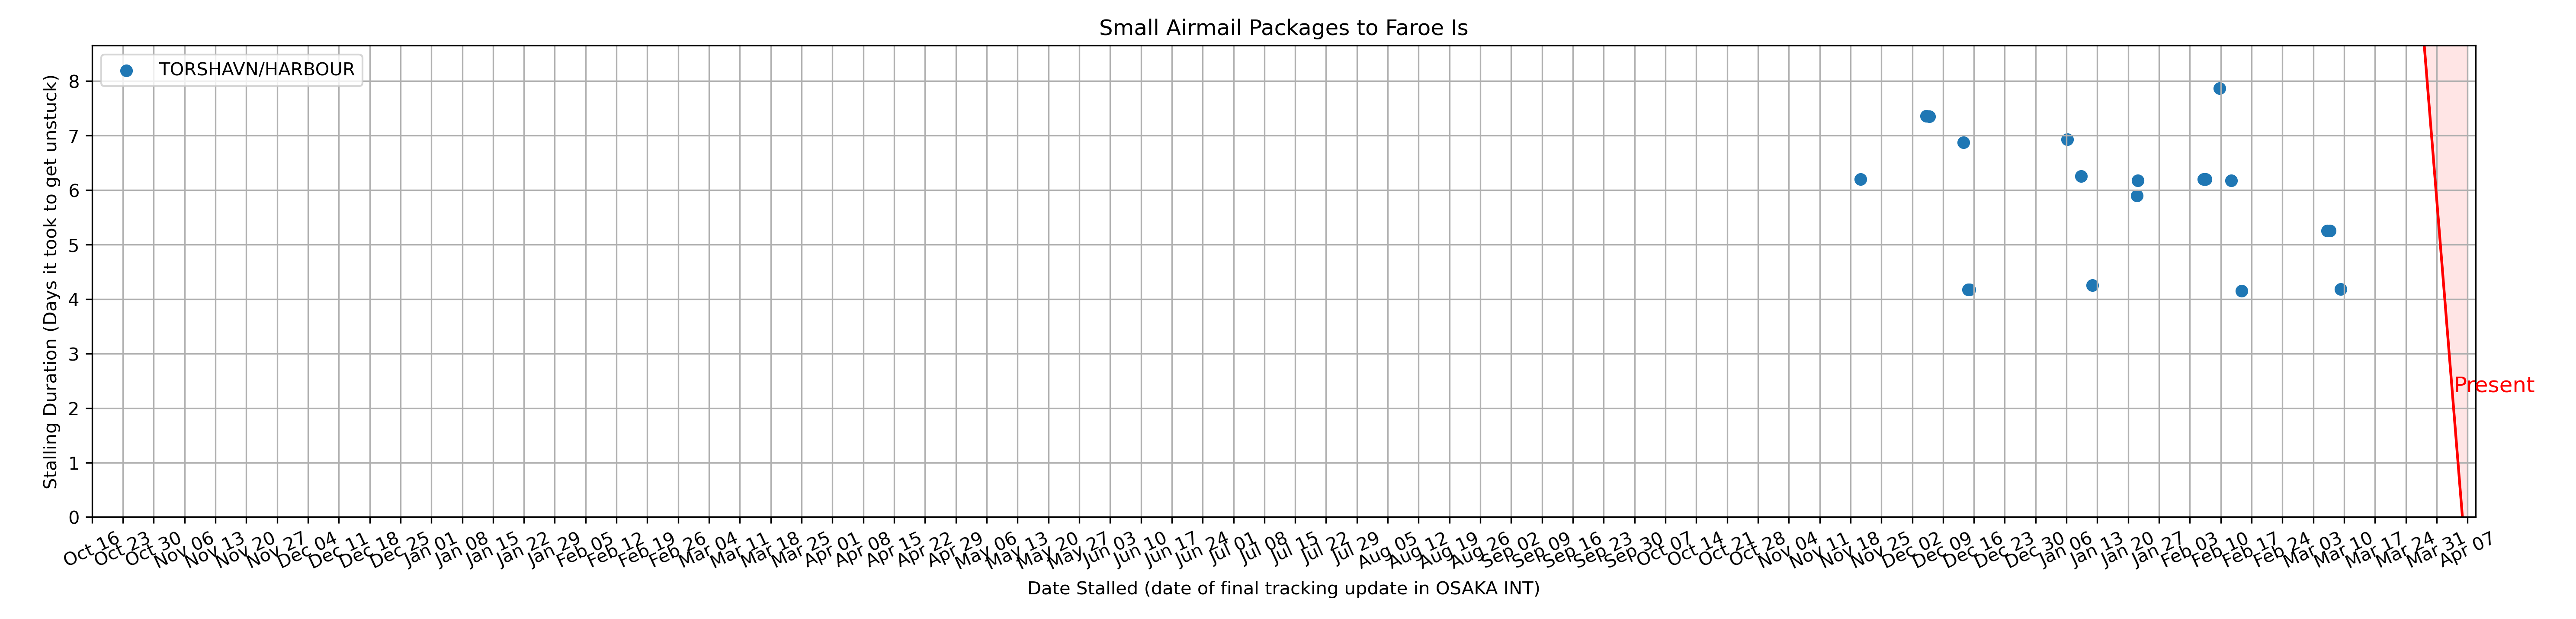 Small Airmail Packages to Faroe Is
TORSHAVN/HARBOUR
Stalling Duration (Days it took to get unstuck)
8
7
6
5
4
3
2
1
0
Present
Oct 16 Oct 23 Oct 30 Nov 06 Nov 13 Nov 20 Nov 27 Dec 04 Dec 11 Dec 18 Dec 25 Jan 01 Jan 08 Jan 15 Jan 22 Jan 29 Feb 05 Feb 12 Feb 19 Feb 26 Mar 04 Mar 11 Mar 18 Mar 25 Apr 01 Apr 08 Apr 15 Apr 22 Apr 29 May 06 May 13 May 20 May 27 Jun 03 Jun 10 Jun 17 Jun 24 Jul 01 Jul 08 Jul 15 Jul 22 Jul 29 Aug 05 Aug 12 Aug 19 Aug 26 Sep 02 Sep 09 Sep 16 Sep 23 Sep 30 Oct 07 Oct 14 Oct 21 Oct 28 Nov 04 Nov 11 Nov 18 Nov 25 Dec 02 Dec 09 Dec 16 Dec 23 Dec 30 Jan 06 Jan 13 Jan 20 Jan 27 Feb 03 Feb 10 Feb 17 Feb 24 Mar 03 Mar 10 Mar 17 Mar 24 Mar 31 Apr 07
Date Stalled (date of final tracking update in OSAKA INT)